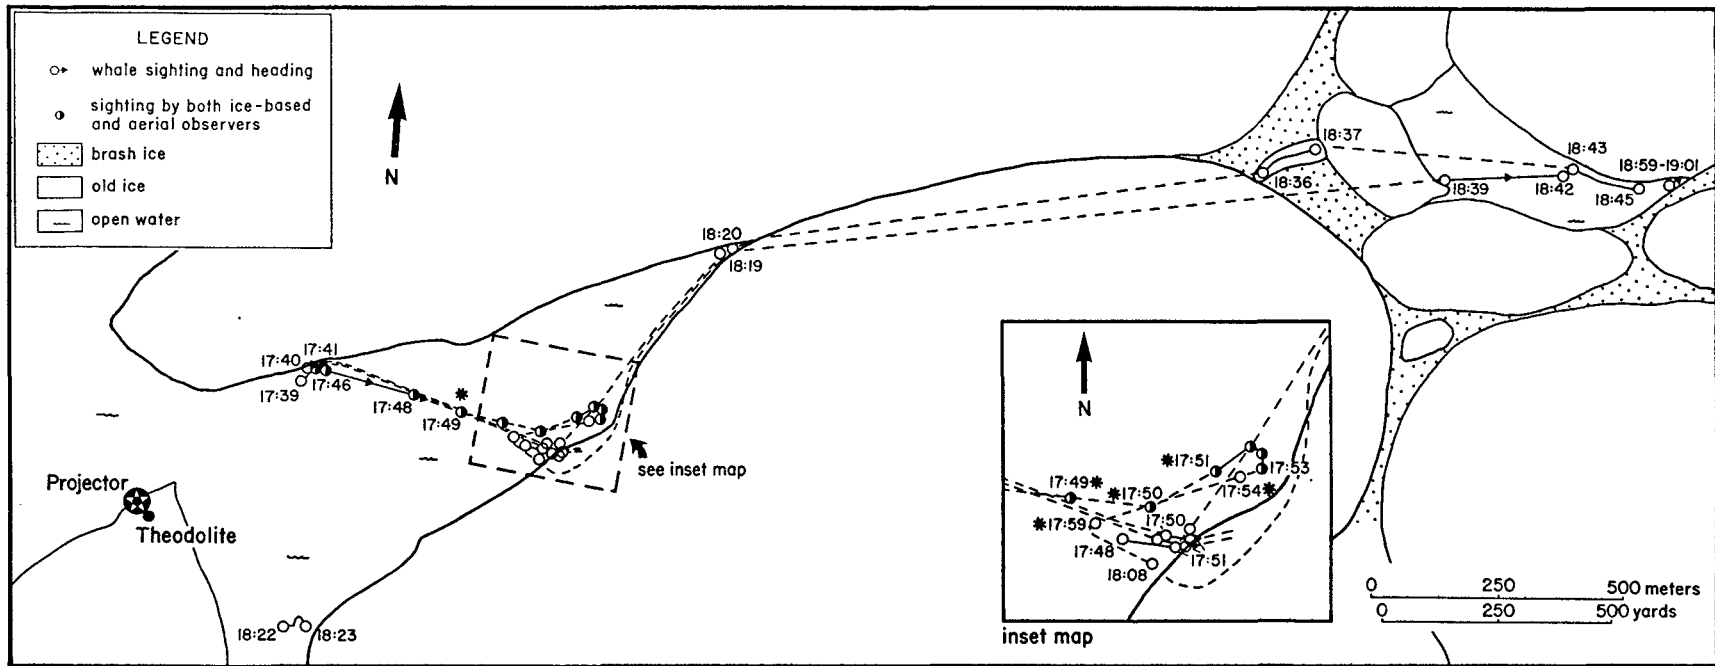 LEGEND
whale sighting and heading
sighting by both ice-based
and aerial observers
brash ice
old ice
open water
N
18:37
18:36
18:43
18:59-19:01
18:39
18:42
18:45
18:20
18:19
17:41
17:40
17:46
17:39
17:48
*
17:49
see inset map
Projector
Theodolite
18:22
18:23
N
*17:51
17:53
17:49*
*17:50
17:54*
*17:59
17:50
17:48
17:51
18:08
inset map
0 250 500 meters
0 250 500 yards